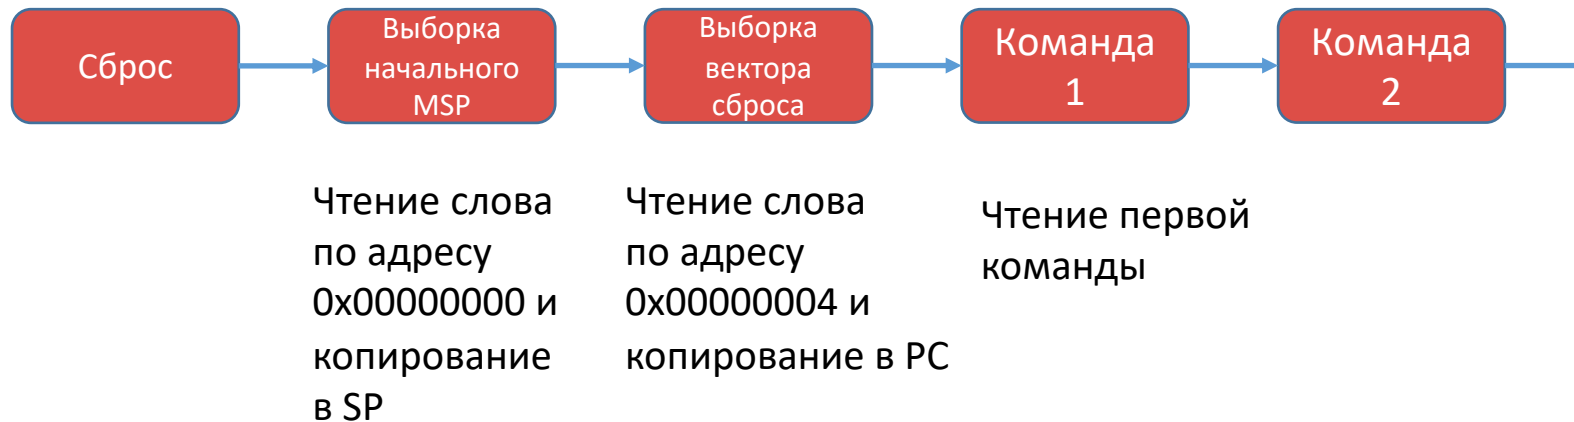 Сброс
Выборка
начального
MSP
Выборка
вектора
сброса
Команда
1
Команда
2
Чтение слова
по адресу
0x00000000 и
копирование
в SP
Чтение слова
по адресу
0x00000004 и
копирование в PC
Чтение первой
команды